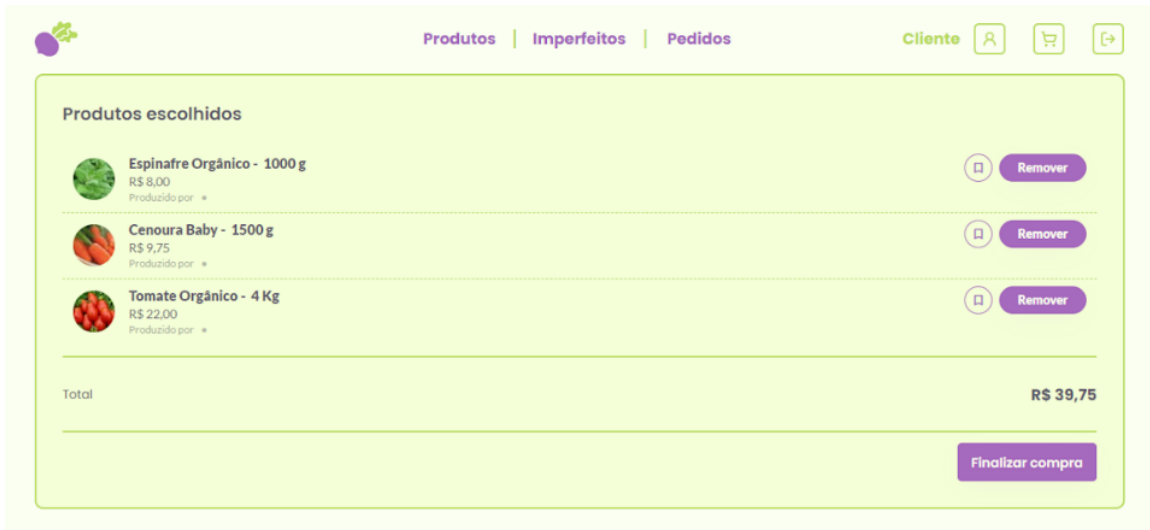 Produtos | Imperfeitos | Pedidos Cliente
Produtos escolhidos
Espinafre Orgânico - 1000 g
R$ 8,00
Produzido por •
Remover
Cenoura Baby - 1500 g
R$ 9,75
Produzido por •
Remover
Tomate Orgânico - 4 Kg
R$ 22,00
Produzido por •
Remover
Total R$ 39,75
Finalizar compra